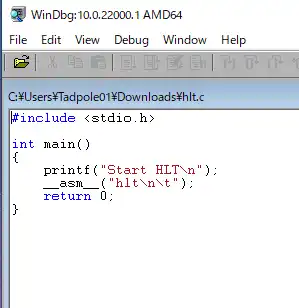 WinDbg:10.0.22000.1 AMD64
File Edit View Debug Window Help
C:¥Users¥Tadpole01¥Downloads¥hlt.c
#include <stdio.h>
int main()
{
    printf("Start HLT\n");
    __asm__("hlt\n\t");
    return 0;
}